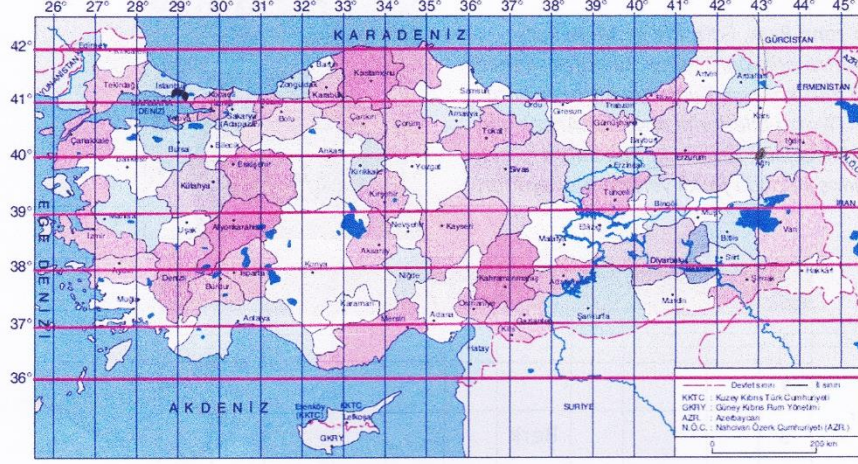 26° 27° 28° 29° 30° 31° 32° 33° 34° 35° 36° 37° 38° 39° 40° 41° 42° 43° 44° 45°
KARADENİZ
GÜRCİSTAN
42°
Bartın
Kastamonu
Artvin
Ardahan
Tekirdağ
İstanbul
Zonguldak
Karabük
Samsun
ERMENİSTAN
41°
MARMARA
DENİZİ
Yalova
Sakarya
(Adapazarı)
Bolu
Çankırı
Çorum
Amasya
Tokat
Ordu
Giresun
Trabzon
Gümüşhane
Bayburt
Kars
Iğdır
Çanakkale
Bursa
Bilecik
40°
Eskişehir
Ankara
Kırıkkale
Yozgat
Sivas
Erzincan
Erzurum
Ağrı
Kütahya
Kırşehir
Tunceli
Bingöl
39°
Manisa
İzmir
Uşak
Afyonkarahisar
Nevşehir
Kayseri
Malatya
Elazığ
Muş
Bitlis
Van
İRAN
Aksaray
38°
Aydın
Denizli
Isparta
Burdur
Konya
Niğde
Kahramanmaraş
Diyarbakır
Siirt
Şırnak
Hakkâri
Muğla
Antalya
Karaman
Mersin
Adana
Osmaniye
Gaziantep
Kilis
Şanlıurfa
Mardin
37°
Hatay
36°
EGE DENİZİ
AKDENİZ
Erenköy
(KKTC)
KKTC
Lefkoşa
GKRY
SURİYE
Devlet sınırı
İl sınırı
KKTC : Kuzey Kıbrıs Türk Cumhuriyeti
GKRY : Güney Kıbrıs Rum Yönetimi
AZR. : Azerbaycan
N.Ö.C. : Nahcivan Özerk Cumhuriyeti (AZR.)
0 200 km